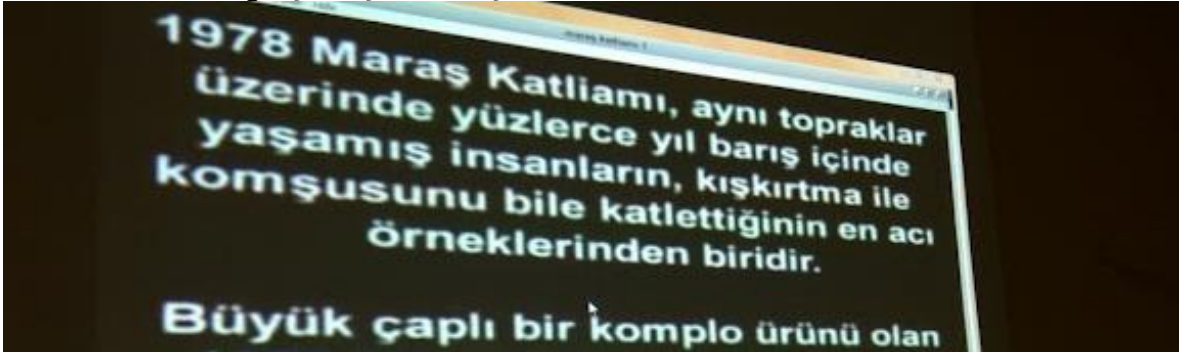 1978 Maraş Katliamı, aynı topraklar
üzerinde yüzlerce yıl barış içinde
yaşamış insanların, kışkırtma ile
komşusunu bile katlettiğinin en acı
örneklerinden biridir.
Büyük çaplı bir komplo ürünü olan